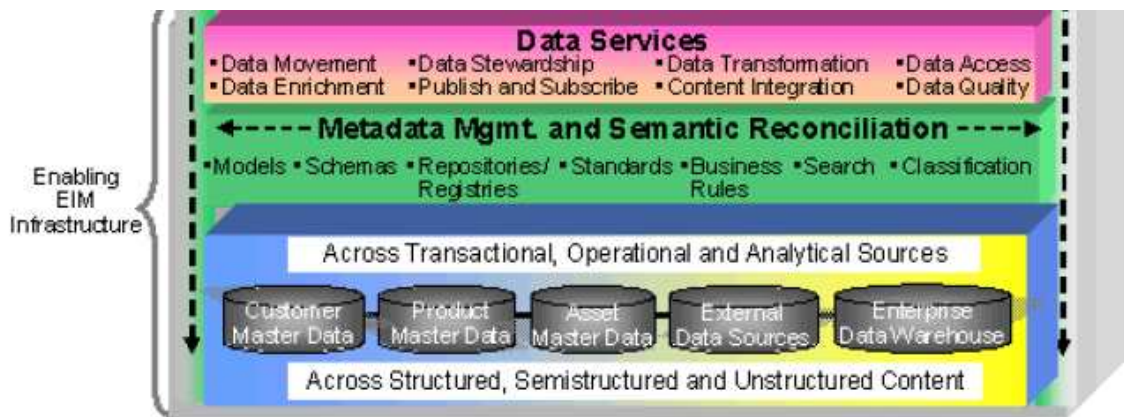 Data Services
▪Data Movement ▪Data Stewardship ▪Data Transformation ▪Data Access
▪Data Enrichment ▪Publish and Subscribe ▪Content Integration ▪Data Quality
Metadata Mgmt. and Semantic Reconciliation
▪Models ▪Schemas ▪Repositories/ ▪Standards ▪Business ▪Search ▪Classification
Registries Rules
Enabling
EIM
Infrastructure
Across Transactional, Operational and Analytical Sources
Customer Product Asset External Enterprise
Master Data Master Data Master Data Data Sources Data Warehouse
Across Structured, Semistructured and Unstructured Content